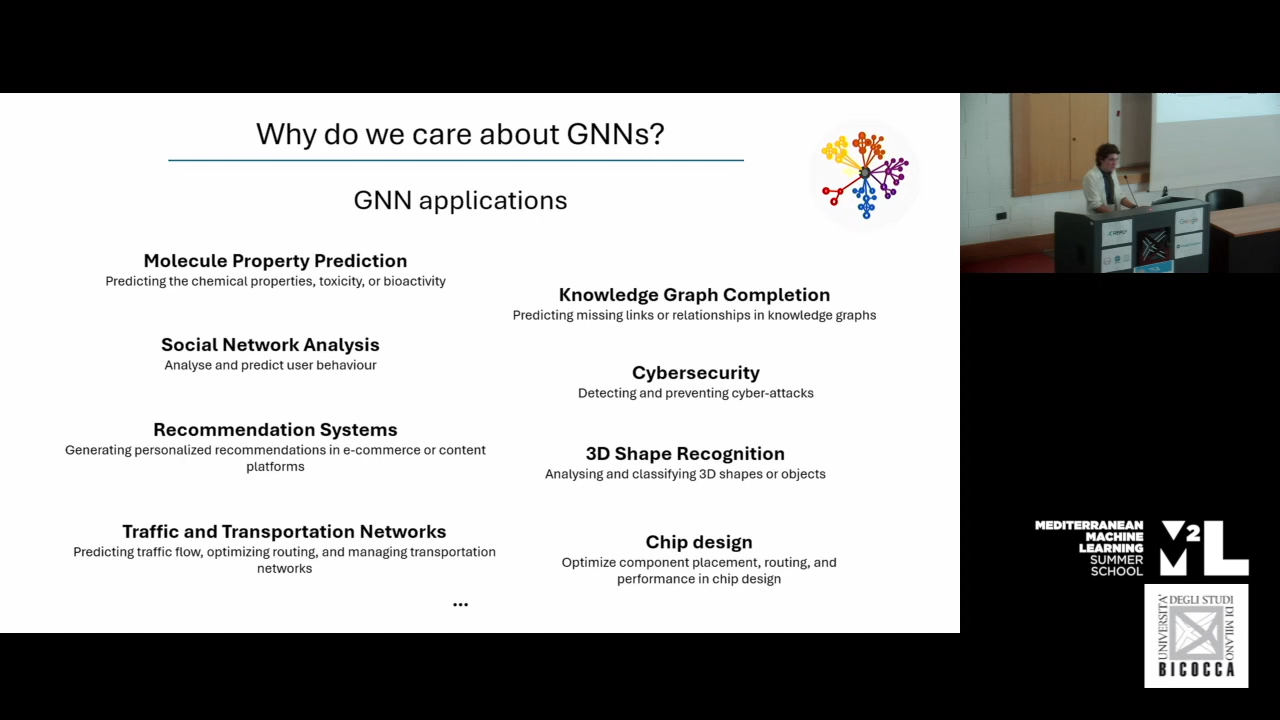 Why do we care about GNNs?
GNN applications
Molecule Property Prediction
Predicting the chemical properties, toxicity, or bioactivity
Social Network Analysis
Analyse and predict user behaviour
Recommendation Systems
Generating personalized recommendations in e-commerce or content
platforms
Traffic and Transportation Networks
Predicting traffic flow, optimizing routing, and managing transportation
networks
Knowledge Graph Completion
Predicting missing links or relationships in knowledge graphs
Cybersecurity
Detecting and preventing cyber-attacks
3D Shape Recognition
Analysing and classifying 3D shapes or objects
Chip design
Optimize component placement, routing, and
performance in chip design
...
Google
MEDITERRANEAN
MACHINE
LEARNING
SUMMER
SCHOOL
M2L
UNIVERSITA'
DEGLI STUDI
DI MILANO
BICOCCA